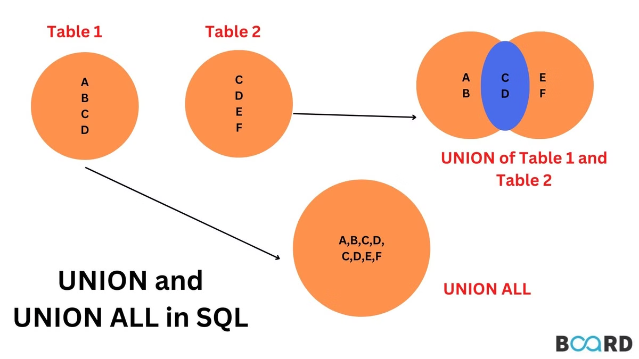 Table 1
Table 2
A
B
C
D
C
D
E
F
A
B
C
D
E
F
UNION of Table 1 and
Table 2
A,B,C,D,
C,D,E,F
UNION ALL
UNION and
UNION ALL in SQL
BOARD